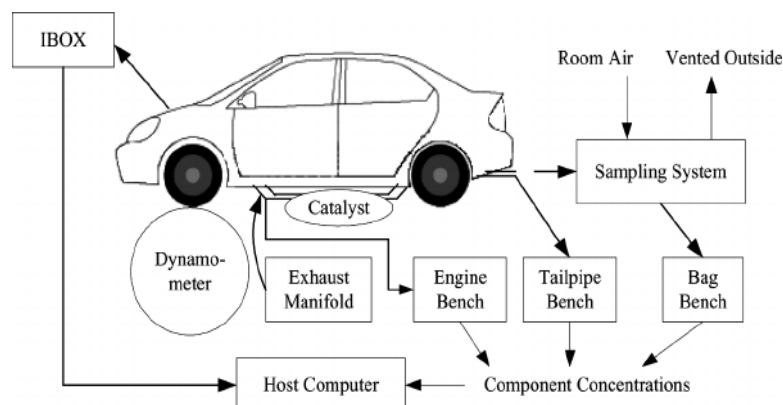 IBOX
Room Air
Vented Outside
Sampling System
Catalyst
Dynamo-
meter
Exhaust
Manifold
Engine
Bench
Tailpipe
Bench
Bag
Bench
Host Computer
Component Concentrations